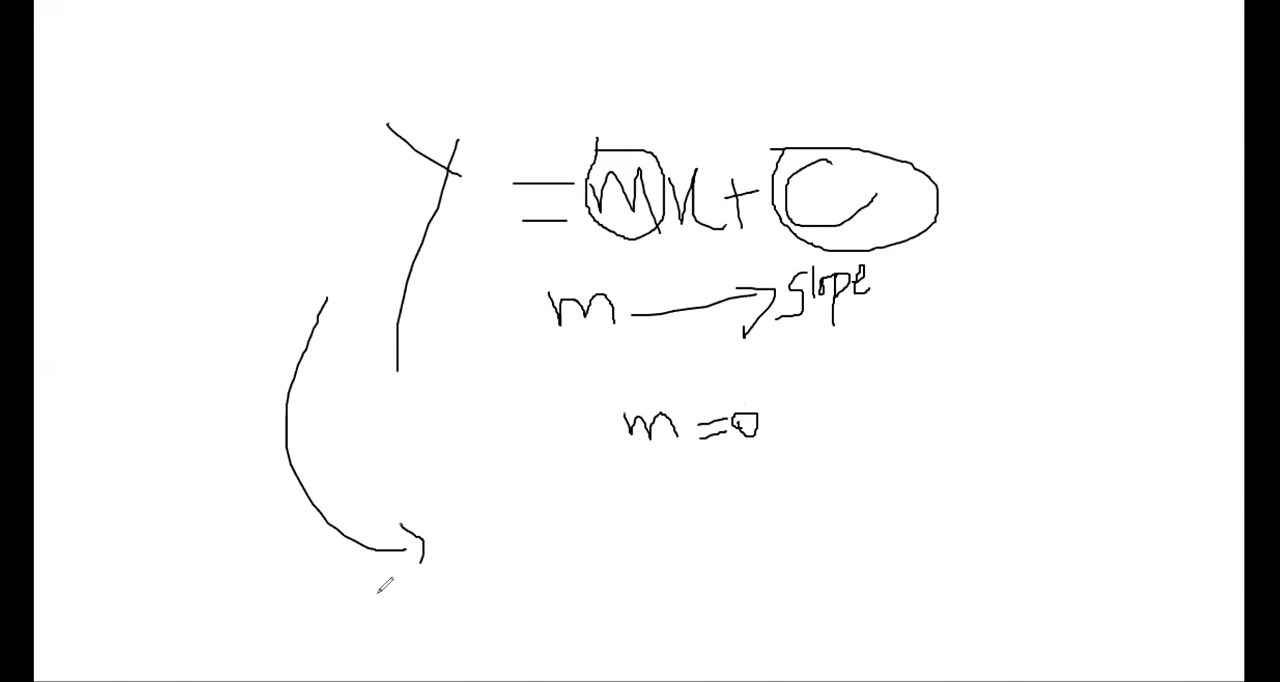 Y = mx + C
m → slope
m = 0